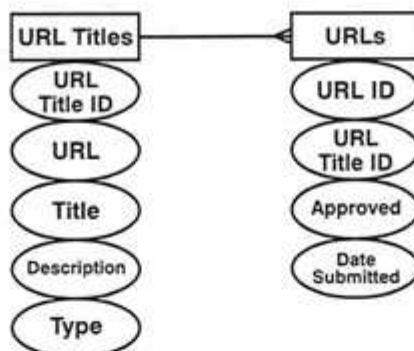 URL Titles
URL
Title ID
URL
Title
Description
Type
URLs
URL ID
URL
Title ID
Approved
Date
Submitted